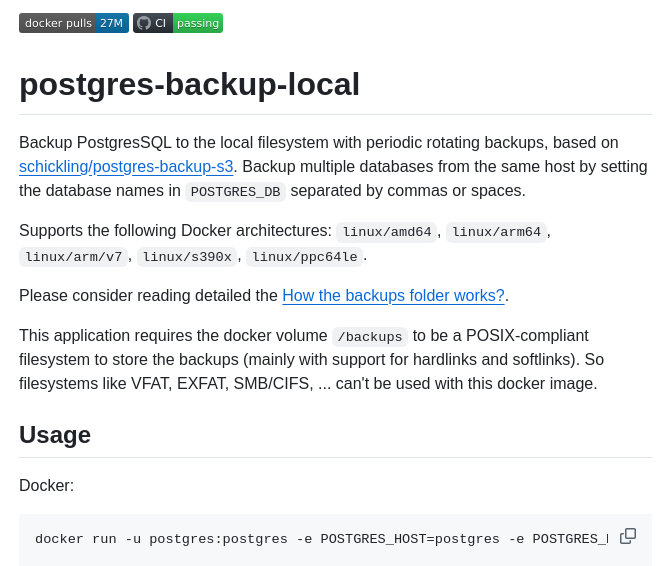 docker pulls 27M CI passing
postgres-backup-local
Backup PostgresSQL to the local filesystem with periodic rotating backups, based on
schickling/postgres-backup-s3. Backup multiple databases from the same host by setting
the database names in POSTGRES_DB separated by commas or spaces.
Supports the following Docker architectures: linux/amd64, linux/arm64,
linux/arm/v7, linux/s390x, linux/ppc64le.
Please consider reading detailed the How the backups folder works?.
This application requires the docker volume /backups to be a POSIX-compliant
filesystem to store the backups (mainly with support for hardlinks and softlinks). So
filesystems like VFAT, EXFAT, SMB/CIFS, ... can't be used with this docker image.
Usage
Docker:
docker run -u postgres:postgres -e POSTGRES_HOST=postgres -e